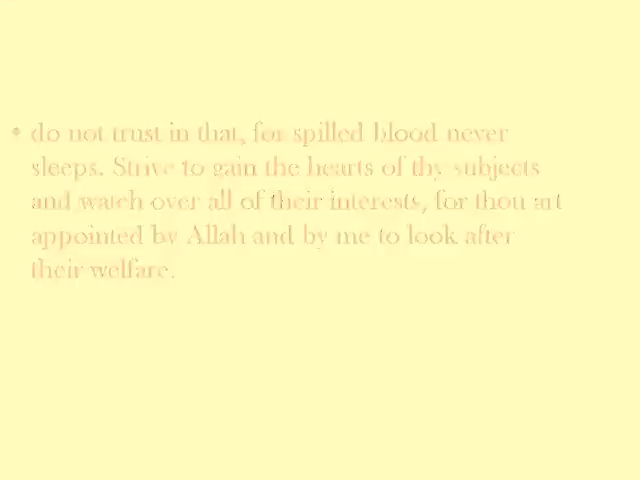 • do not trust in that, for spilled blood never
sleeps. Strive to gain the hearts of thy subjects
and watch over all of their interests, for thou art
appointed by Allah and by me to look after
their welfare.